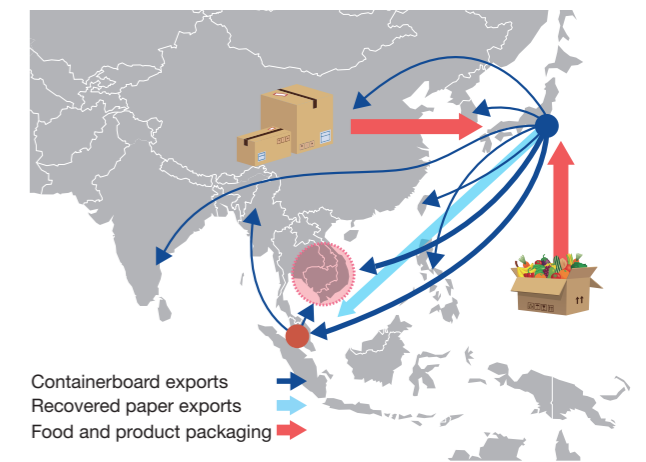 Containerboard exports
Recovered paper exports
Food and product packaging